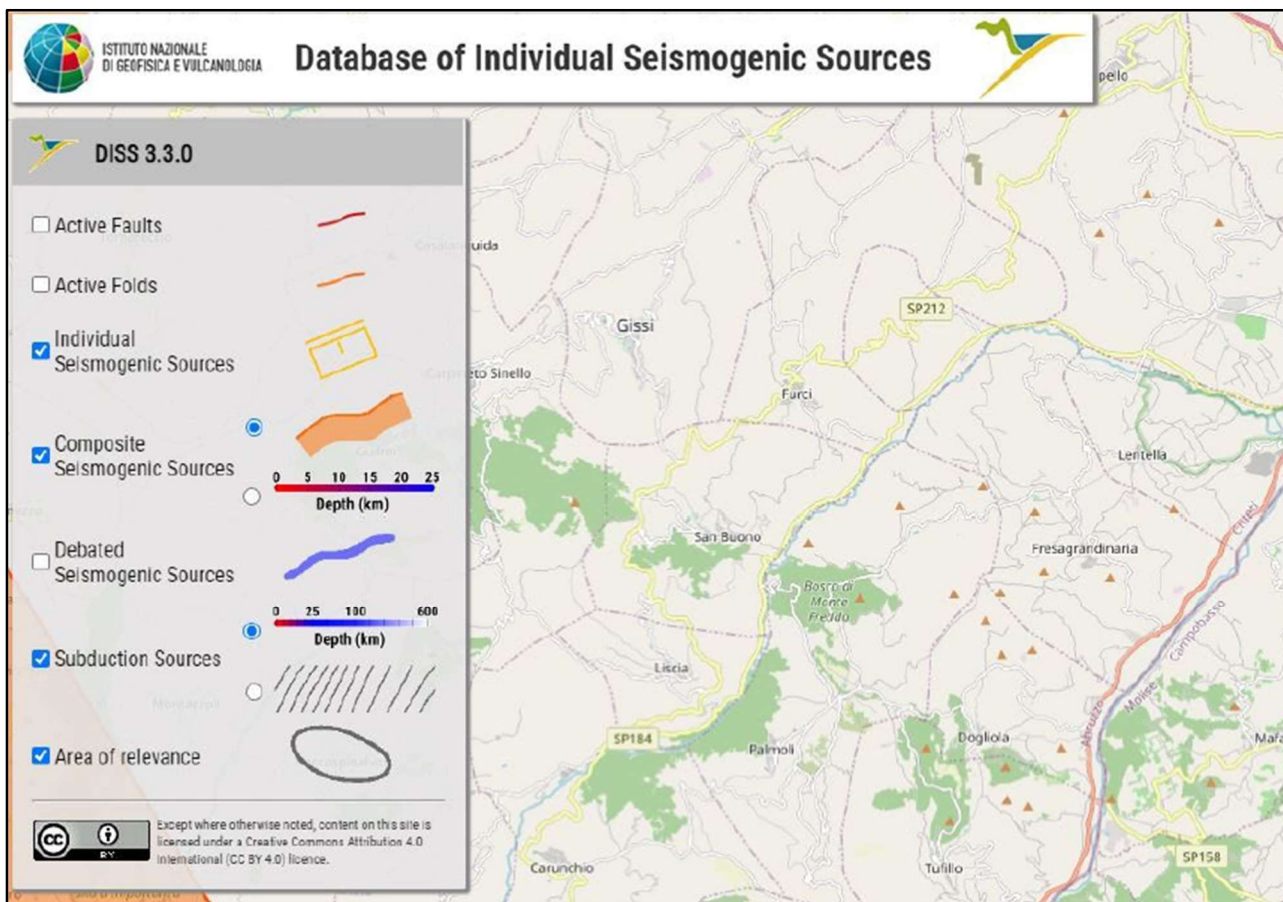 ISTITUTO NAZIONALE
DI GEOFISICA E VULCANOLOGIA
Database of Individual Seismogenic Sources
DISS 3.3.0
Active Faults
Active Folds
Individual
Seismogenic Sources
Composite
Seismogenic Sources
0 5 10 15 20 25
Depth (km)
Debated
Seismogenic Sources
0 25 100 600
Depth (km)
Subduction Sources
Area of relevance
CC
BY
Except where otherwise noted, content on this site is
licensed under a Creative Commons Attribution 4.0
International (CC BY 4.0) licence.
pello
SP212
Gissi
Sinello
Furci
Lentella
San Buono
Fresagrandinaria
Bosco di
Monte
Freddo
Campobasso
Liscia
Abruzzo
Molise
SP184
Palmoli
Dogliola
Mafa
Carunchio
Tufillo
SP158